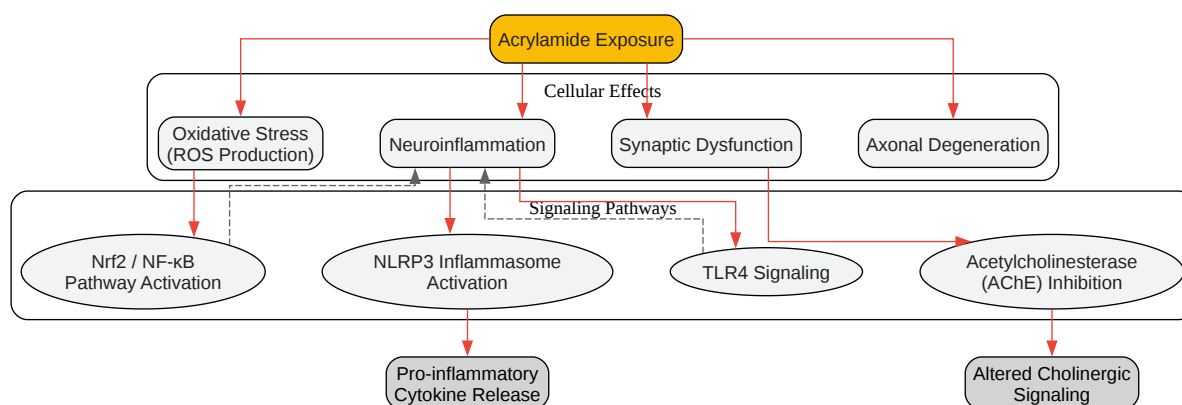 Acrylamide Exposure
Cellular Effects
Oxidative Stress
(ROS Production)
Neuroinflammation
Synaptic Dysfunction
Axonal Degeneration
Signaling Pathways
Nrf2 / NF-κB
Pathway Activation
NLRP3 Inflammasome
Activation
TLR4 Signaling
Acetylcholinesterase
(AChE) Inhibition
Pro-inflammatory
Cytokine Release
Altered Cholinergic
Signaling